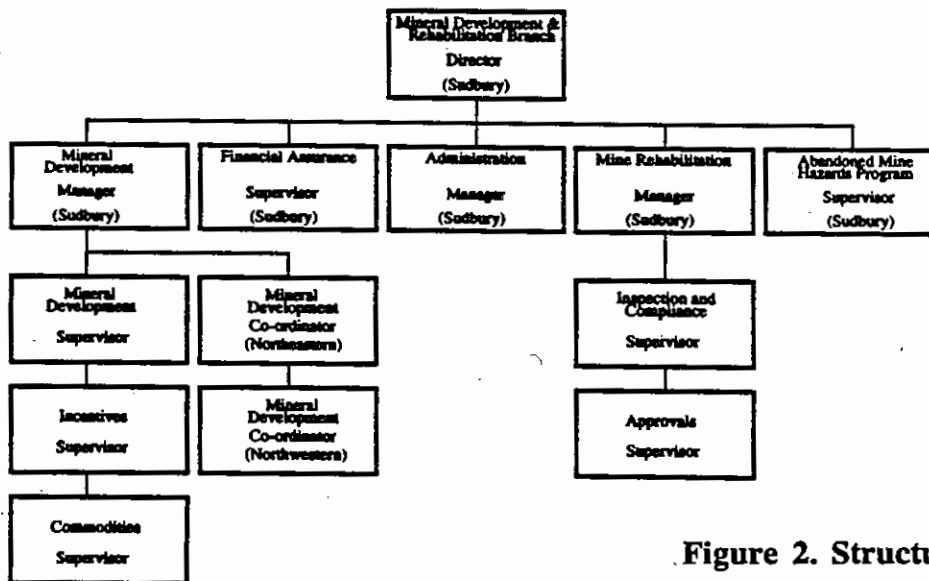 Mineral Development &
Rehabilitation Branch
Director
(Sudbury)
Mineral
Development
Manager
(Sudbury)
Financial Assurance
Supervisor
(Sudbury)
Administration
Manager
(Sudbury)
Mine Rehabilitation
Manager
(Sudbury)
Abandoned Mine
Hazards Program
Supervisor
(Sudbury)
Mineral
Development
Supervisor
Mineral
Development
Co-ordinator
(Northeastern)
Inspection and
Compliance
Supervisor
Incentives
Supervisor
Mineral
Development
Co-ordinator
(Northwestern)
Approvals
Supervisor
Commodities
Supervisor
Figure 2. Structu